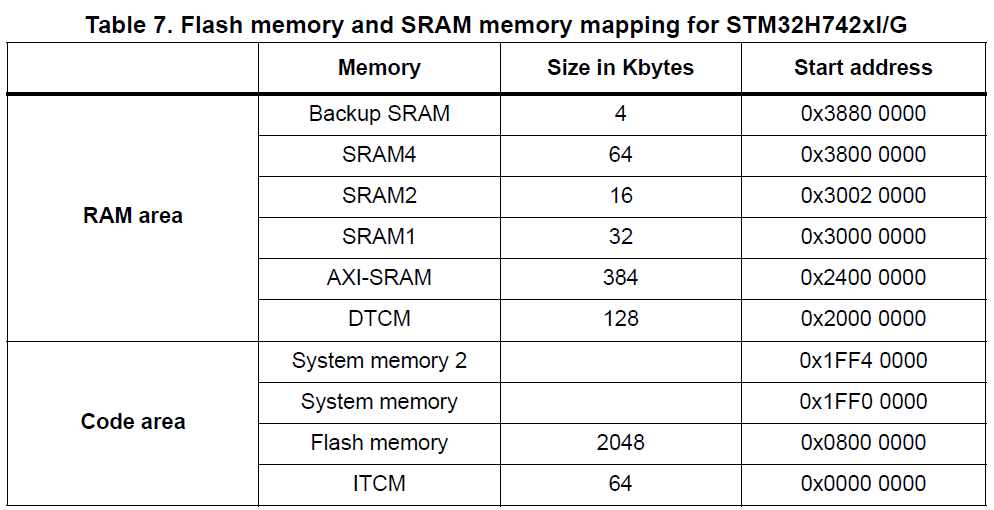 Table 7. Flash memory and SRAM memory mapping for STM32H742xI/G
Memory Size in Kbytes Start address
RAM area
Backup SRAM 4 0x3880 0000
SRAM4 64 0x3800 0000
SRAM2 16 0x3002 0000
SRAM1 32 0x3000 0000
AXI-SRAM 384 0x2400 0000
DTCM 128 0x2000 0000
Code area
System memory 2 0x1FF4 0000
System memory 0x1FF0 0000
Flash memory 2048 0x0800 0000
ITCM 64 0x0000 0000